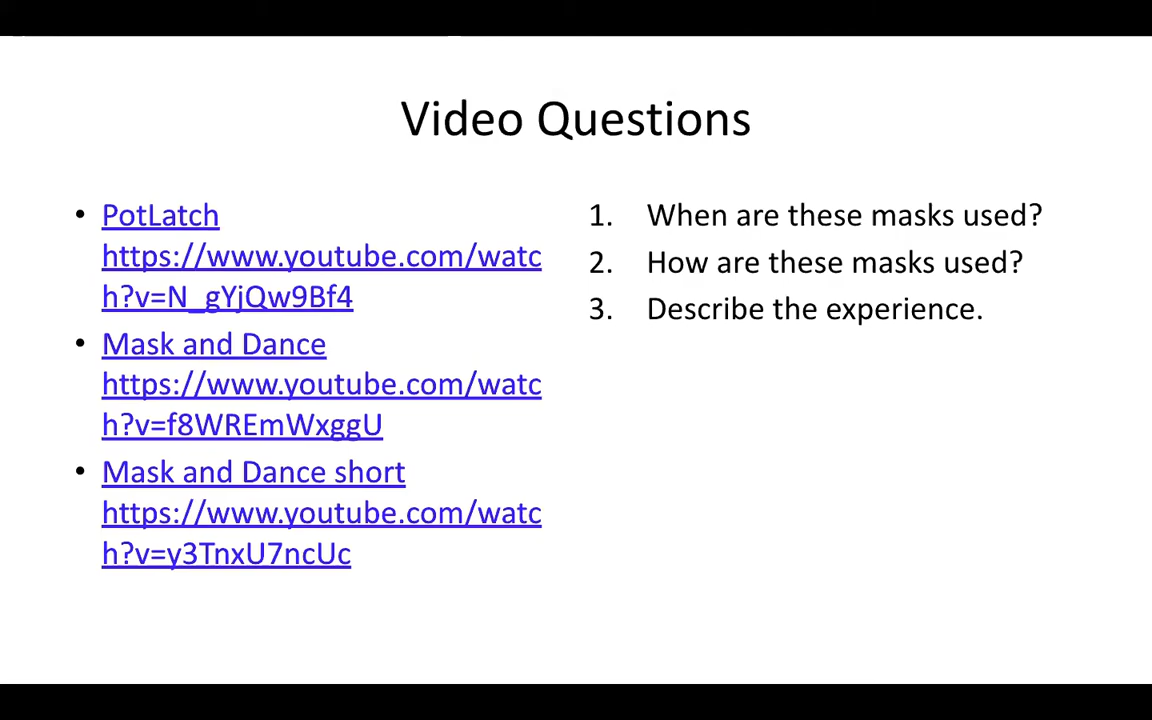 Video Questions
• PotLatch
https://www.youtube.com/watc
h?v=N_gYjQw9Bf4
• Mask and Dance
https://www.youtube.com/watc
h?v=f8WREmWxggU
• Mask and Dance short
https://www.youtube.com/watc
h?v=y3TnxU7ncUc
1. When are these masks used?
2. How are these masks used?
3. Describe the experience.